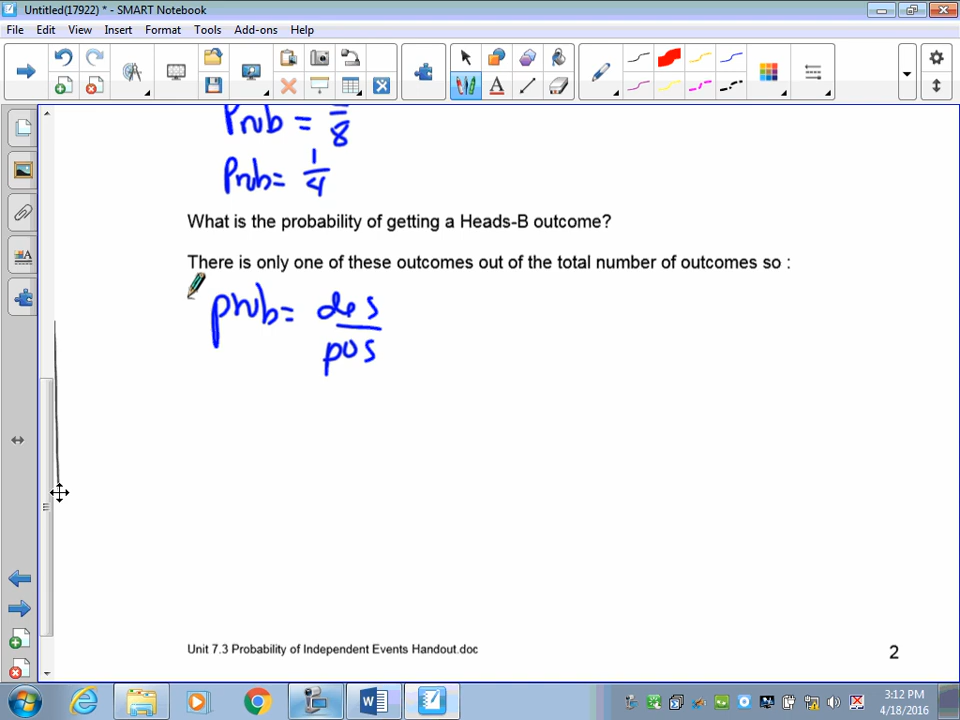 Untitled(17922) * - SMART Notebook
File Edit View Insert Format Tools Add-ons Help
Prob = 8
Prob = 1/4
What is the probability of getting a Heads-B outcome?
There is only one of these outcomes out of the total number of outcomes so :
prob = des
pos
Unit 7.3 Probability of Independent Events Handout.doc
2
3:12 PM
4/18/2016